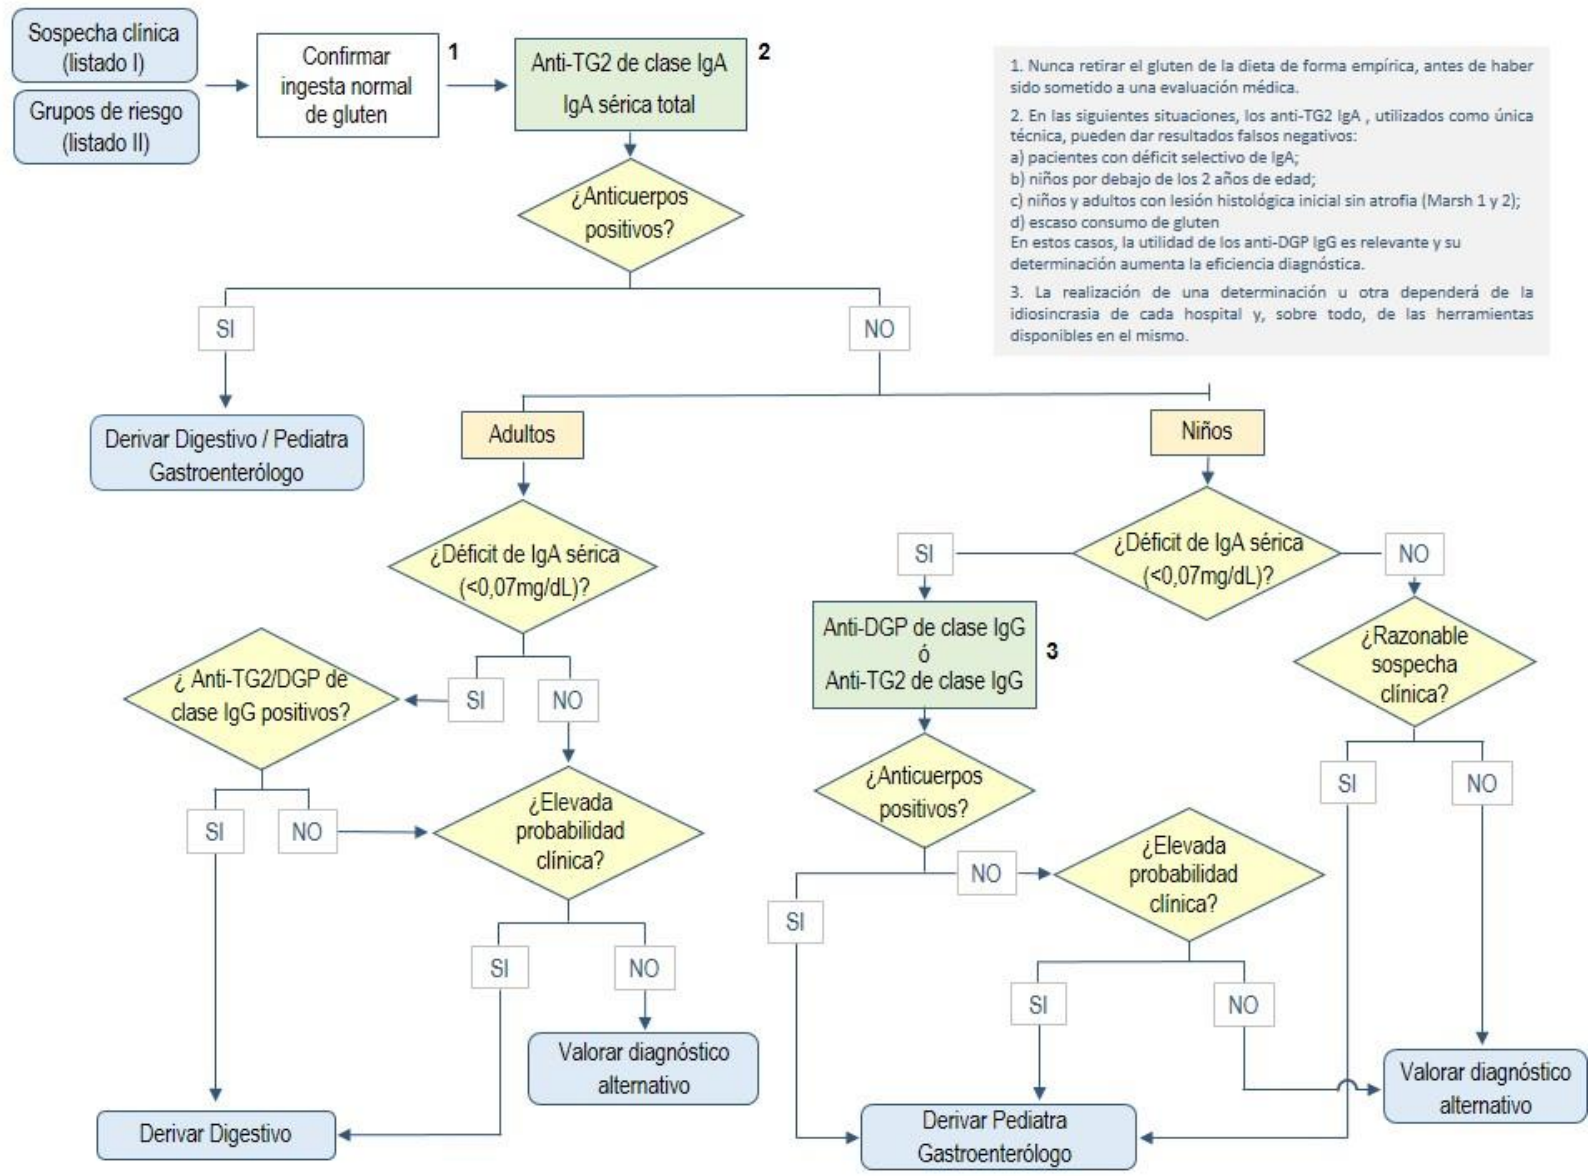 Sospecha clínica
(listado I)
Grupos de riesgo
(listado II)
Confirmar
ingesta normal
de gluten
1
Anti-TG2 de clase IgA
IgA sérica total
2
1. Nunca retirar el gluten de la dieta de forma empírica, antes de haber
sido sometido a una evaluación médica.
2. En las siguientes situaciones, los anti-TG2 IgA , utilizados como única
técnica, pueden dar resultados falsos negativos:
a) pacientes con déficit selectivo de IgA;
b) niños por debajo de los 2 años de edad;
c) niños y adultos con lesión histológica inicial sin atrofia (Marsh 1 y 2);
d) escaso consumo de gluten
En estos casos, la utilidad de los anti-DGP IgG es relevante y su
determinación aumenta la eficiencia diagnóstica.
3. La realización de una determinación u otra dependerá de la
idiosincrasia de cada hospital y, sobre todo, de las herramientas
disponibles en el mismo.
¿Anticuerpos
positivos?
SI
NO
Derivar Digestivo / Pediatra
Gastroenterólogo
Adultos
Niños
¿Déficit de IgA sérica
(<0,07mg/dL)?
SI
NO
¿ Anti-TG2/DGP de
clase IgG positivos?
SI
NO
¿Elevada
probabilidad
clínica?
SI
NO
Valorar diagnóstico
alternativo
Derivar Digestivo
¿Déficit de IgA sérica
(<0,07mg/dL)?
SI
NO
Anti-DGP de clase IgG
ó
Anti-TG2 de clase IgG
3
¿Razonable
sospecha
clínica?
¿Anticuerpos
positivos?
SI
NO
¿Elevada
probabilidad
clínica?
SI
NO
SI
NO
Derivar Pediatra
Gastroenterólogo
Valorar diagnóstico
alternativo